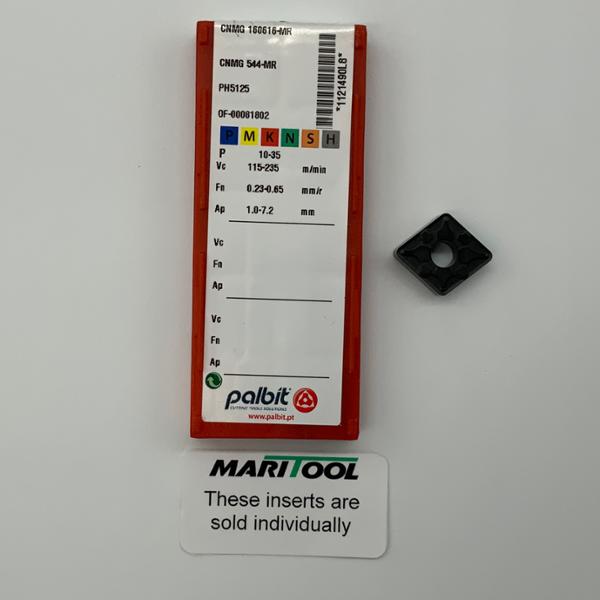 CNMG 160616-MR
CNMG 544-MR
PH5125
OF-00081802
*1121490L8*
P M K N S H
P 10-35
Vc 115-235 m/min
Fn 0.23-0.65 mm/r
Ap 1.0-7.2 mm
Vc
Fn
Ap
Vc
Fn
Ap
palbit
CUTTING TOOLS SOLUTIONS
www.palbit.pt
MARITOOL
These inserts are
sold individually